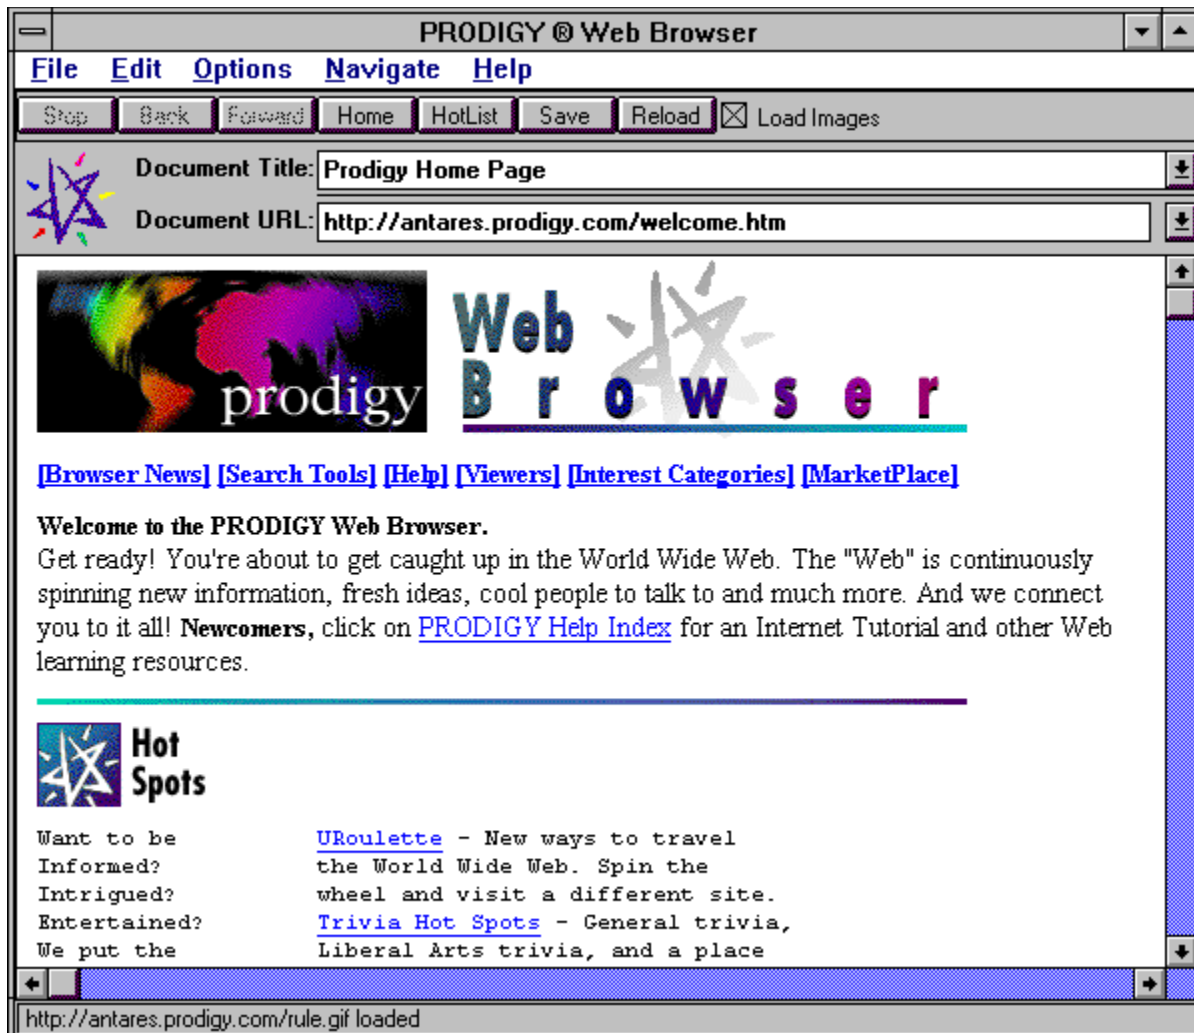 PRODIGY ® Web Browser
File Edit Options Navigate Help
Stop Back Forward Home HotList Save Reload Load Images
Document Title: Prodigy Home Page
Document URL: http://antares.prodigy.com/welcome.htm
prodigy
Web
Browser
[Browser News] [Search Tools] [Help] [Viewers] [Interest Categories] [MarketPlace]
Welcome to the PRODIGY Web Browser.
Get ready! You're about to get caught up in the World Wide Web. The "Web" is continuously
spinning new information, fresh ideas, cool people to talk to and much more. And we connect
you to it all! Newcomers, click on PRODIGY Help Index for an Internet Tutorial and other Web
learning resources.
Hot
Spots
Want to be URoulette - New ways to travel
Informed? the World Wide Web. Spin the
Intrigued? wheel and visit a different site.
Entertained? Trivia Hot Spots - General trivia,
We put the Liberal Arts trivia, and a place
http://antares.prodigy.com/rule.gif loaded